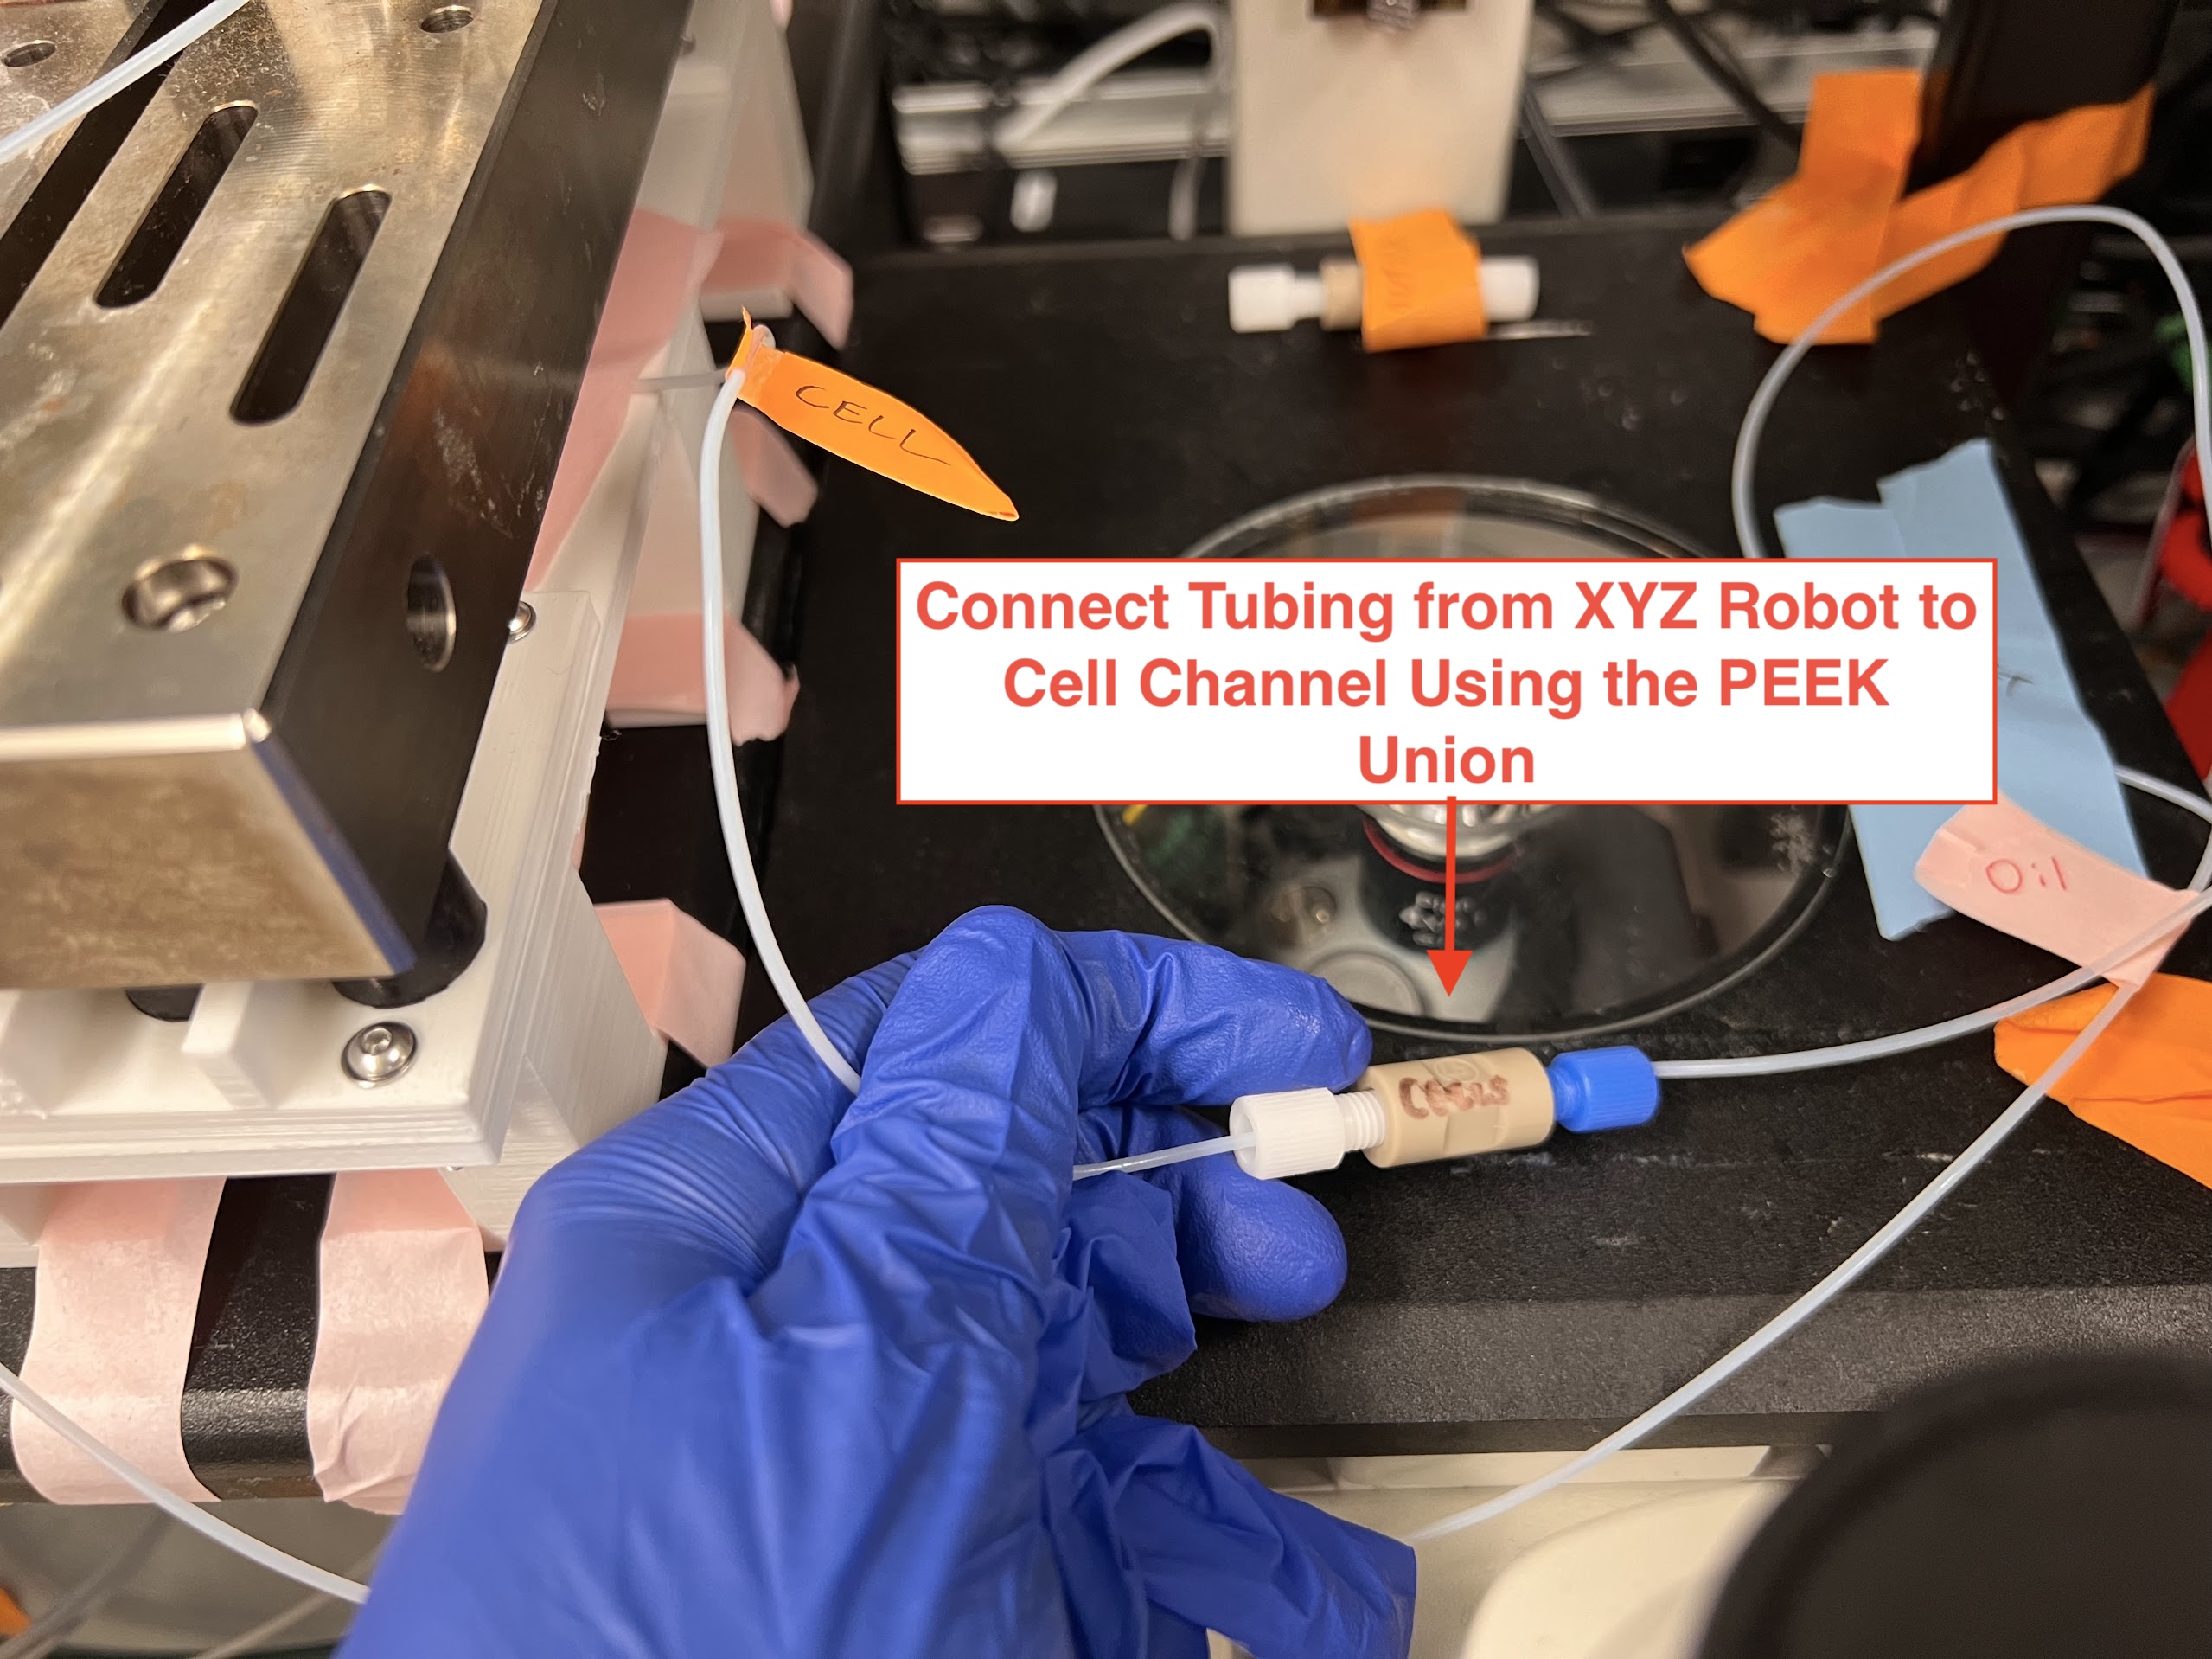 CELL
Connect Tubing from XYZ Robot to
Cell Channel Using the PEEK
Union
Oil
CELLS